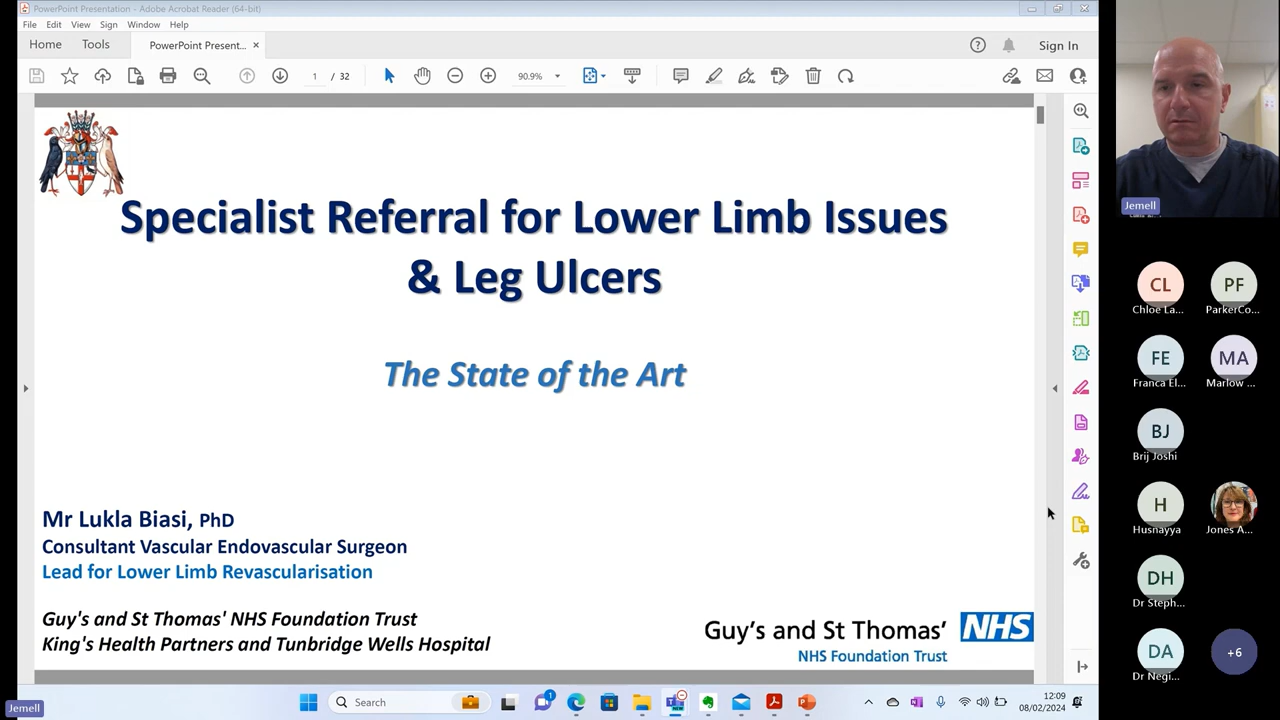 PowerPoint Presentation - Adobe Acrobat Reader (64-bit)
File Edit View Sign Window Help
Home Tools PowerPoint Present... × Sign In
1 / 32 90.9%
Specialist Referral for Lower Limb Issues
& Leg Ulcers
The State of the Art
Mr Lukla Biasi, PhD
Consultant Vascular Endovascular Surgeon
Lead for Lower Limb Revascularisation
Guy's and St Thomas' NHS Foundation Trust
King's Health Partners and Tunbridge Wells Hospital
Guy's and St Thomas' NHS
NHS Foundation Trust
Jemell
CL PF
Chloe La... ParkerCo...
FE MA
Franca El... Marlow ...
BJ
Brij Joshi
H
Husnayya Jones A...
DH
Dr Steph...
DA +6
Dr Negi...
Search
12:09
08/02/2024
Jemell